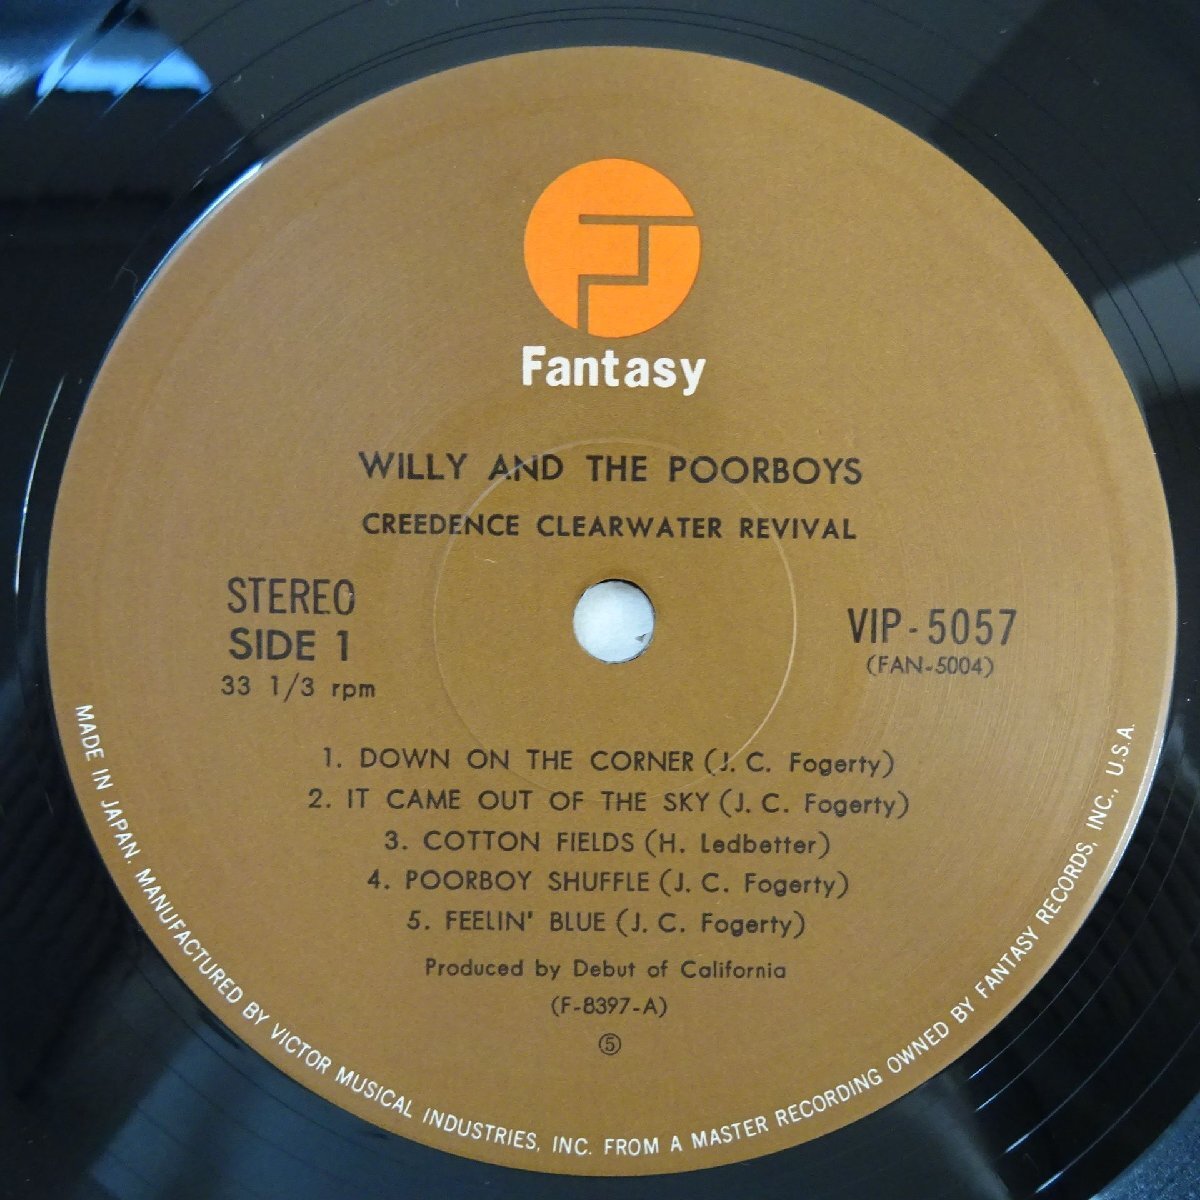 Fantasy
WILLY AND THE POORBOYS
CREEDENCE CLEARWATER REVIVAL
STEREO
SIDE 1
33 1/3 rpm
VIP-5057
(FAN-5004)
1. DOWN ON THE CORNER (J. C. Fogerty)
2. IT CAME OUT OF THE SKY (J. C. Fogerty)
3. COTTON FIELDS (H. Ledbetter)
4. POORBOY SHUFFLE (J. C. Fogerty)
5. FEELIN' BLUE (J. C. Fogerty)
Produced by Debut of California
(F-8397-A)
⑤
MADE IN JAPAN. MANUFACTURED BY VICTOR MUSICAL INDUSTRIES, INC. FROM A MASTER RECORDING OWNED BY FANTASY RECORDS, INC., U.S.A.